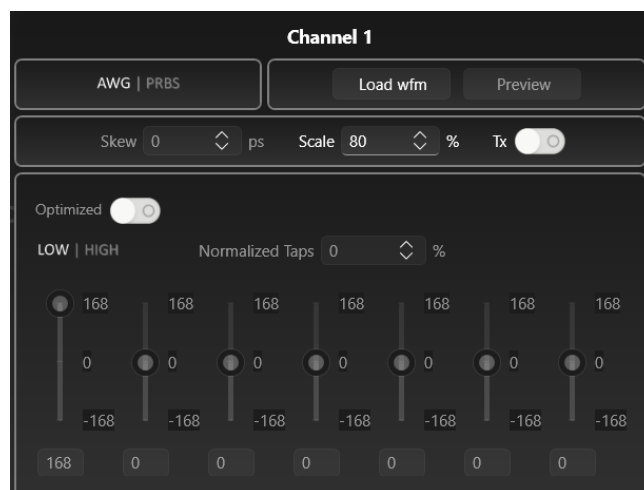 Channel 1
AWG | PRBS Load wfm Preview
Skew 0 ps Scale 80 % Tx
Optimized
LOW | HIGH Normalized Taps 0 %
168 168 168 168 168 168 168
0 0 0 0 0 0 0
-168 -168 -168 -168 -168 -168 -168
168 0 0 0 0 0 0